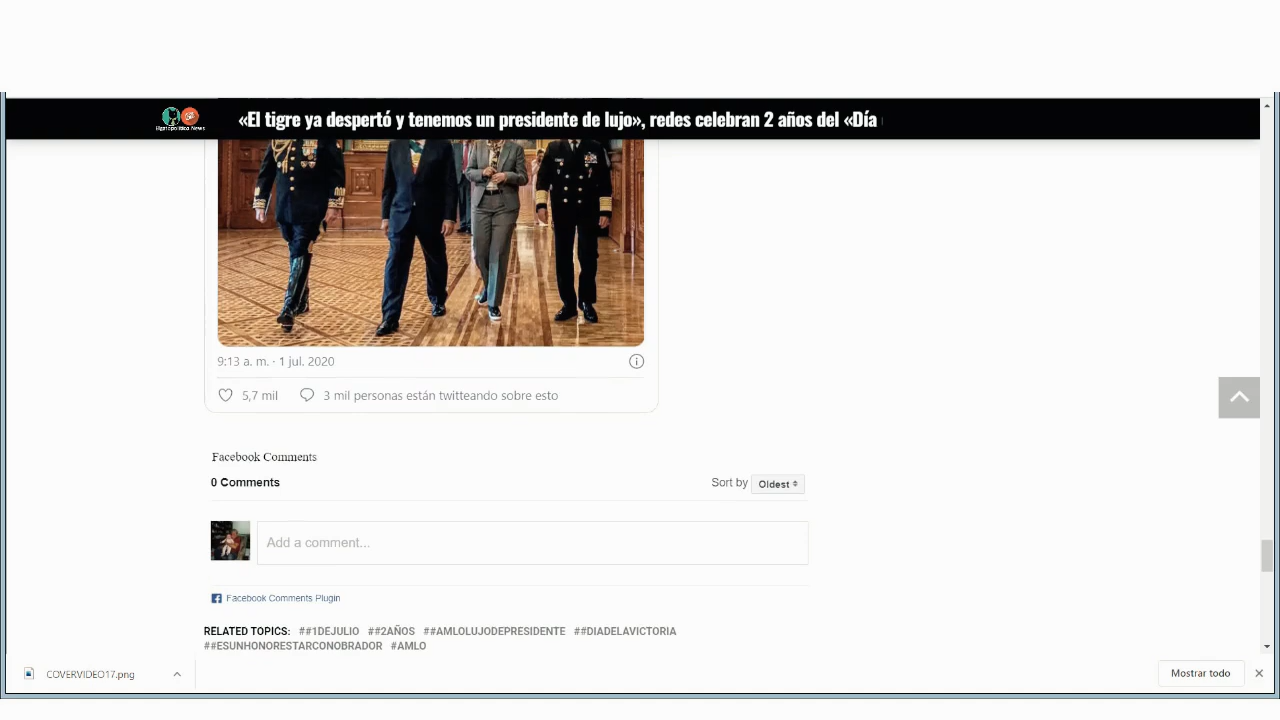 Elgatopolitico News
«El tigre ya despertó y tenemos un presidente de lujo», redes celebran 2 años del «Día
9:13 a. m. · 1 jul. 2020
5,7 mil 3 mil personas están twitteando sobre esto
Facebook Comments
0 Comments Sort by Oldest
Add a comment...
Facebook Comments Plugin
RELATED TOPICS: ##1DEJULIO ##2AÑOS ##AMLOLUJODEPRESIDENTE ##DIADELAVICTORIA
##ESUNHONORESTARCONOBRADOR #AMLO
COVERVIDEO17.png Mostrar todo